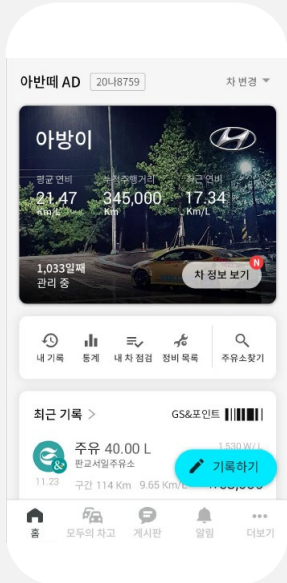 아반떼 AD 20나8759 차 변경
아방이
평균 연비 누적주행거리 최근 연비
21.47 345,000 17.34
Km/L Km Km/L
N
1,033일째
관리 중
차 정보 보기
내 기록 통계 내 차 점검 정비 목록 주유소찾기
최근 기록 > GS&포인트
주유 40.00 L 1,530 W/L
판교서일주유소
기록하기
11.23 구간 114 Km 9.65 Km/L
홈 모두의 차고 게시판 알림 더보기